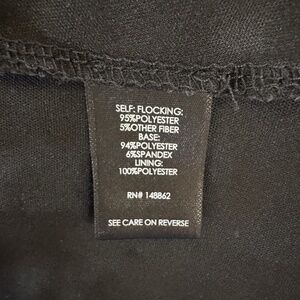 SELF: FLOCKING:
95%POLYESTER
5%OTHER FIBER
BASE:
94%POLYESTER
6%SPANDEX
LINING:
100%POLYESTER
RN# 148862
SEE CARE ON REVERSE